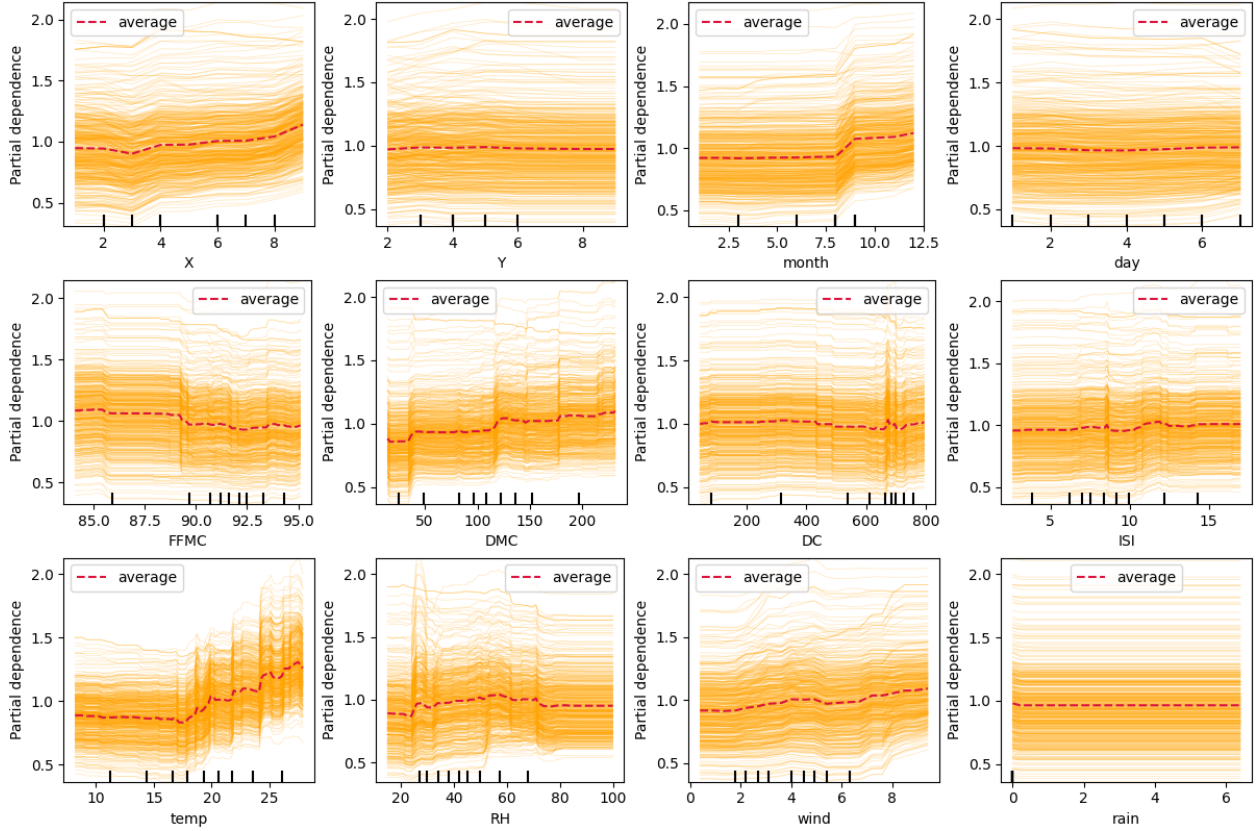 Partial dependence
2.0
1.5
1.0
0.5
average
2 4 6 8
X
Partial dependence
2.0
1.5
1.0
0.5
average
2 4 6 8
Y
Partial dependence
2.0
1.5
1.0
0.5
average
2.5 5.0 7.5 10.0 12.5
month
Partial dependence
2.0
1.5
1.0
0.5
average
2 4 6
day
Partial dependence
2.0
1.5
1.0
0.5
average
85.0 87.5 90.0 92.5 95.0
FFMC
Partial dependence
2.0
1.5
1.0
0.5
average
50 100 150 200
DMC
Partial dependence
2.0
1.5
1.0
0.5
average
200 400 600 800
DC
Partial dependence
2.0
1.5
1.0
0.5
average
5 10 15
ISI
Partial dependence
2.0
1.5
1.0
0.5
average
10 15 20 25
temp
Partial dependence
2.0
1.5
1.0
0.5
average
20 40 60 80 100
RH
Partial dependence
2.0
1.5
1.0
0.5
average
0 2 4 6 8
wind
Partial dependence
2.0
1.5
1.0
0.5
average
0 2 4 6
rain